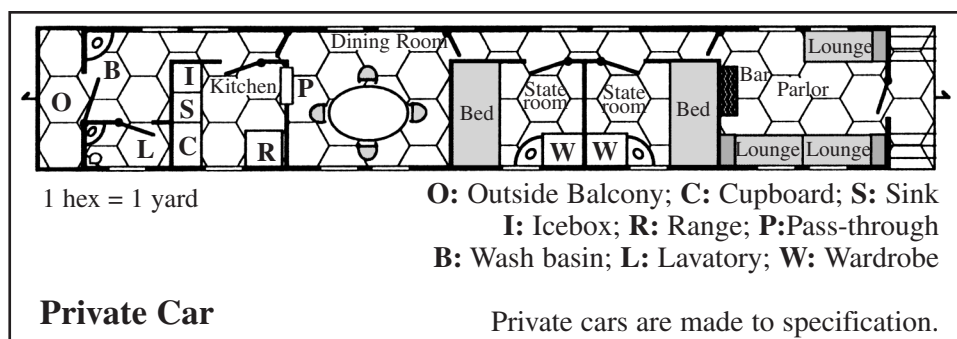 Dining Room
Lounge
B
I
Kitchen
P
State
room
State
room
Bar
Parlor
O
S
Bed
Bed
L
C
R
W
W
Lounge
Lounge
1 hex = 1 yard
O: Outside Balcony; C: Cupboard; S: Sink
I: Icebox; R: Range; P:Pass-through
B: Wash basin; L: Lavatory; W: Wardrobe
Private Car
Private cars are made to specification.